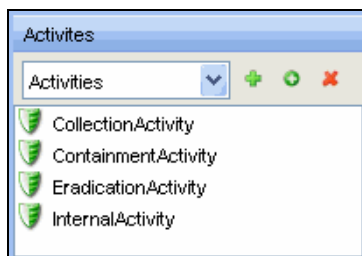 Activites
Activities
CollectionActivity
ContainmentActivity
EradicationActivity
InternalActivity